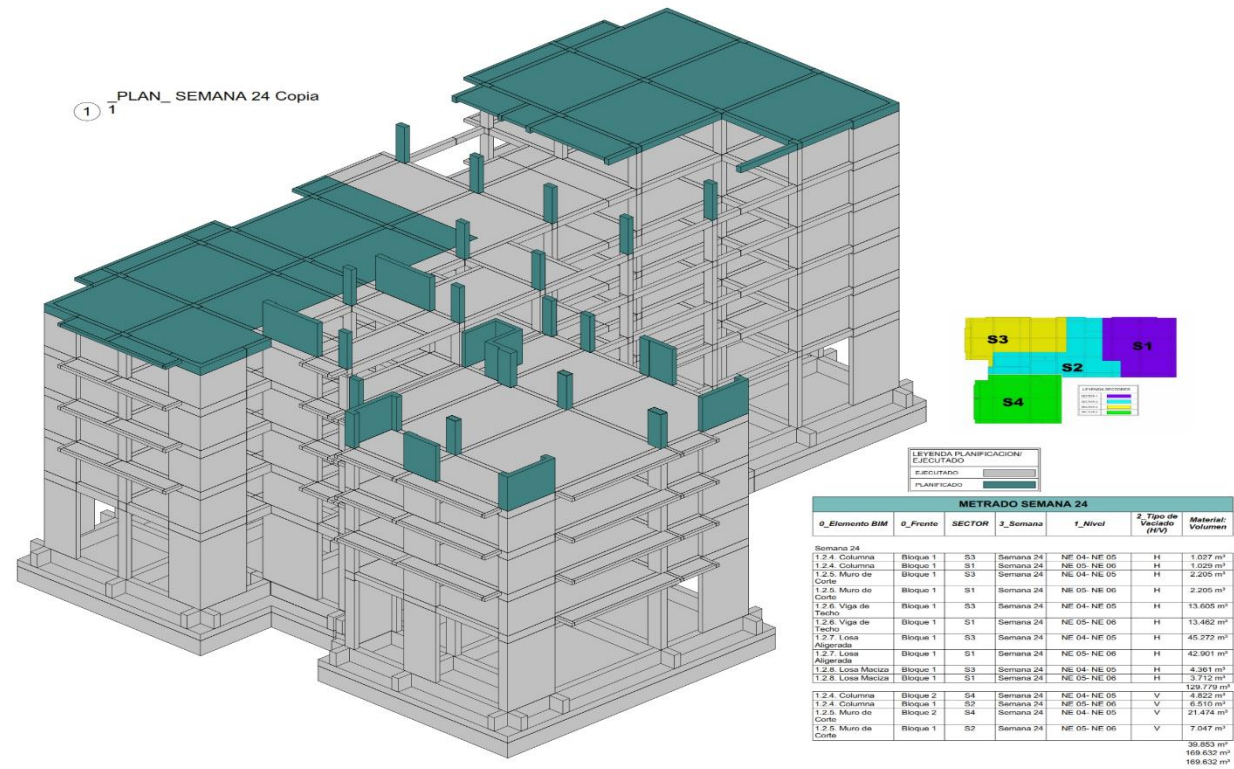 _PLAN_ SEMANA 24 Copia
1
1
S3
S1
S2
S4
LEYENDA SECTORES
LEYENDA PLANIFICACION/
EJECUTADO
EJECUTADO
PLANIFICADO
METRADO SEMANA 24
0_Elemento BIM 0_Frente SECTOR 3_Semana 1_Nivel 2_Tipo de Vaciado (H/V) Material: Volumen
Semana 24
1.2.4. Columna Bloque 1 S3 Semana 24 NE 04- NE 05 H 1.027 m³
1.2.4. Columna Bloque 1 S1 Semana 24 NE 05- NE 06 H 1.029 m³
1.2.5. Muro de Corte Bloque 1 S3 Semana 24 NE 04- NE 05 H 2.205 m³
1.2.5. Muro de Corte Bloque 1 S1 Semana 24 NE 05- NE 06 H 2.205 m³
1.2.6. Viga de Techo Bloque 1 S3 Semana 24 NE 04- NE 05 H 13.605 m³
1.2.6. Viga de Techo Bloque 1 S1 Semana 24 NE 05- NE 06 H 13.462 m³
1.2.7. Losa Aligerada Bloque 1 S3 Semana 24 NE 04- NE 05 H 45.272 m³
1.2.7. Losa Aligerada Bloque 1 S1 Semana 24 NE 05- NE 06 H 42.901 m³
1.2.8. Losa Maciza Bloque 1 S3 Semana 24 NE 04- NE 05 H 4.361 m³
1.2.8. Losa Maciza Bloque 1 S1 Semana 24 NE 05- NE 06 H 3.712 m³
129.779 m³
1.2.4. Columna Bloque 2 S4 Semana 24 NE 04- NE 05 V 4.822 m³
1.2.4. Columna Bloque 1 S2 Semana 24 NE 05- NE 06 V 6.510 m³
1.2.5. Muro de Corte Bloque 2 S4 Semana 24 NE 04- NE 05 V 21.474 m³
1.2.5. Muro de Corte Bloque 1 S2 Semana 24 NE 05- NE 06 V 7.047 m³
39.853 m³
169.632 m³
169.632 m³